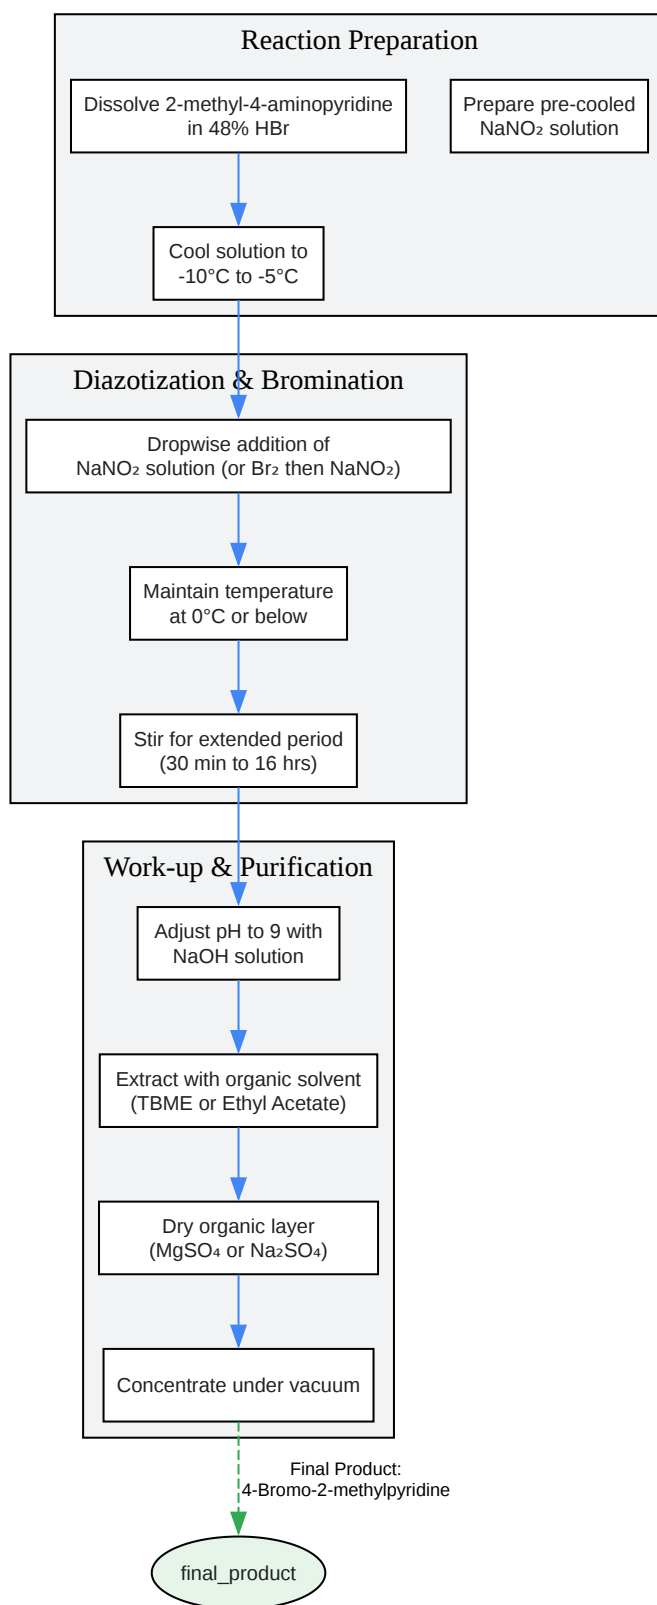 Reaction Preparation
Dissolve 2-methyl-4-aminopyridine
in 48% HBr
Prepare pre-cooled
NaNO₂ solution
Cool solution to
-10°C to -5°C
Diazotization & Bromination
Dropwise addition of
NaNO₂ solution (or Br₂ then NaNO₂)
Maintain temperature
at 0°C or below
Stir for extended period
(30 min to 16 hrs)
Work-up & Purification
Adjust pH to 9 with
NaOH solution
Extract with organic solvent
(TBME or Ethyl Acetate)
Dry organic layer
(MgSO₄ or Na₂SO₄)
Concentrate under vacuum
Final Product:
4-Bromo-2-methylpyridine
final_product